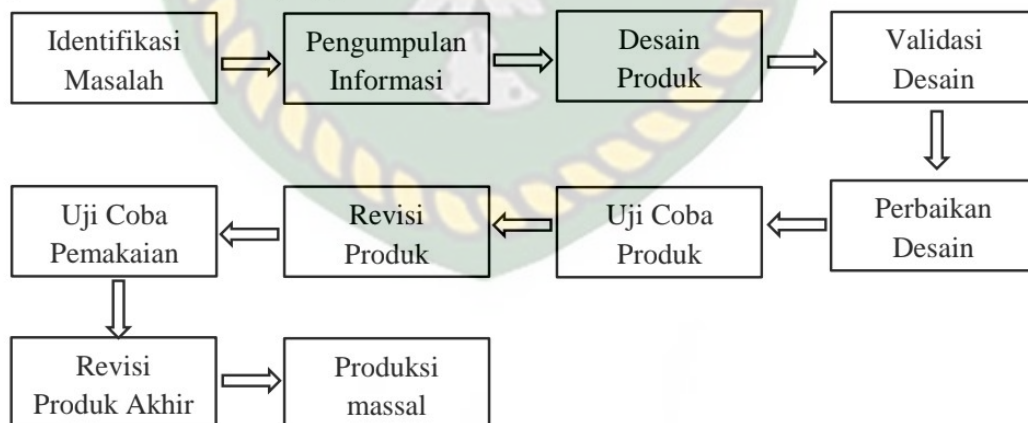 Identifikasi
Masalah
Pengumpulan
Informasi
Desain
Produk
Validasi
Desain
Perbaikan
Desain
Uji Coba
Produk
Revisi
Produk
Uji Coba
Pemakaian
Revisi
Produk Akhir
Produksi
massal